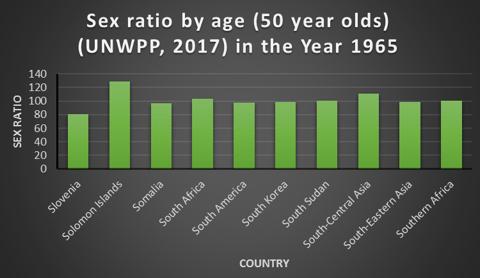 Sex ratio by age (50 year olds)
(UNWPP, 2017) in the Year 1965
SEX RATIO
140
120
100
80
60
40
20
0
Slovenia
Solomon Islands
Somalia
South Africa
South America
South Korea
South Sudan
South-Central Asia
South-Eastern Asia
Southern Africa
COUNTRY